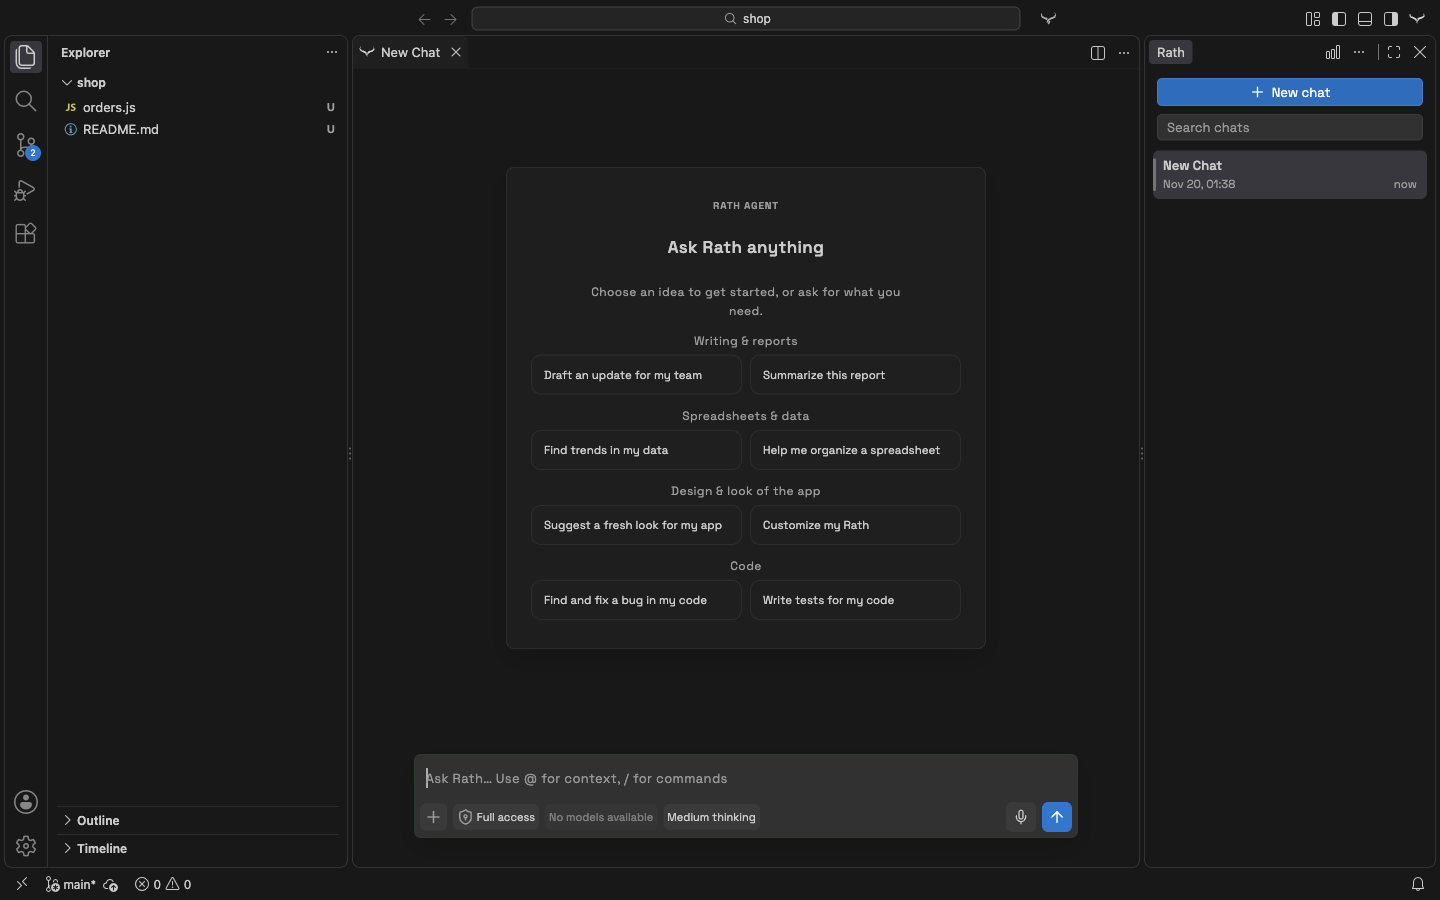 shop
Explorer
shop
JS orders.js U
README.md U
2
Outline
Timeline
main*
0 0
New Chat
RATH AGENT
Ask Rath anything
Choose an idea to get started, or ask for what you
need.
Writing & reports
Draft an update for my team
Summarize this report
Spreadsheets & data
Find trends in my data
Help me organize a spreadsheet
Design & look of the app
Suggest a fresh look for my app
Customize my Rath
Code
Find and fix a bug in my code
Write tests for my code
Ask Rath... Use @ for context, / for commands
Full access
No models available
Medium thinking
Rath
New chat
Search chats
New Chat
Nov 20, 01:38 now